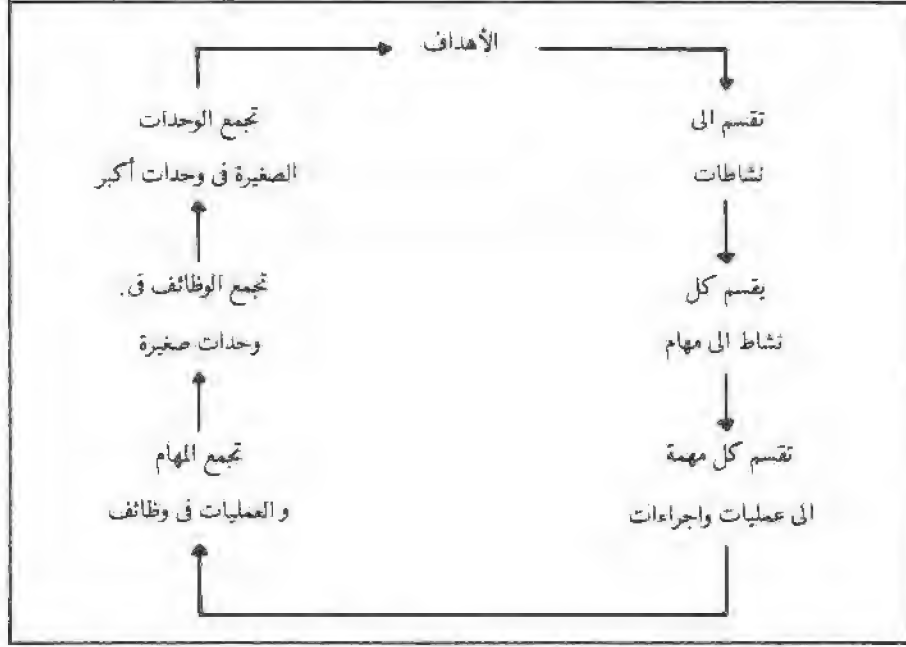 الأهداف
تقسم الى
نشاطات
يقسم كل
نشاط الى مهام
تقسم كل مهمة
الى عمليات واجراءات
تجمع المهام
و العمليات فى وظائف
تجمع الوظائف فى.
وحدات صغيرة
تجمع الوحدات
الصغيرة فى وحدات أكبر